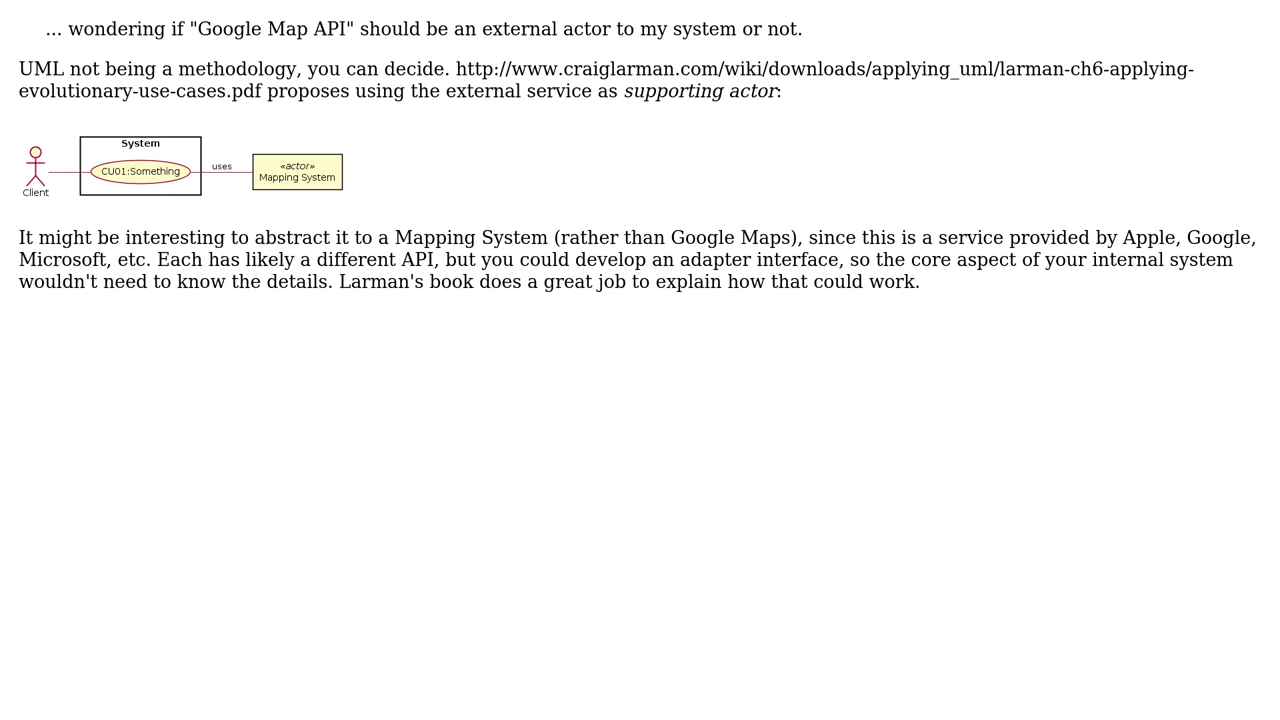 ... wondering if "Google Map API" should be an external actor to my system or not.
UML not being a methodology, you can decide. http://www.craiglarman.com/wiki/downloads/applying_uml/larman-ch6-applying-
evolutionary-use-cases.pdf proposes using the external service as supporting actor:
System
CU01:Something
uses
«actor»
Mapping System
Client
It might be interesting to abstract it to a Mapping System (rather than Google Maps), since this is a service provided by Apple, Google,
Microsoft, etc. Each has likely a different API, but you could develop an adapter interface, so the core aspect of your internal system
wouldn't need to know the details. Larman's book does a great job to explain how that could work.